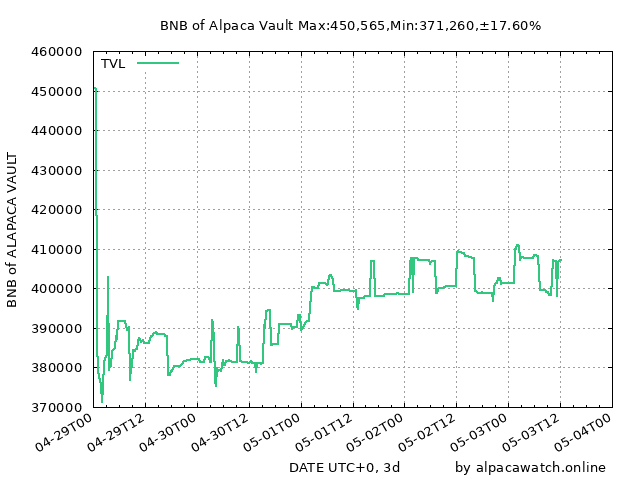 BNB of Alpaca Vault Max:450,565,Min:371,260,±17.60%
TVL
460000
450000
440000
430000
420000
410000
400000
390000
380000
370000
BNB of ALAPACA VAULT
04-29T00
04-29T12
04-30T00
04-30T12
05-01T00
05-01T12
05-02T00
05-02T12
05-03T00
05-03T12
05-04T00
DATE UTC+0, 3d
by alpacawatch.online